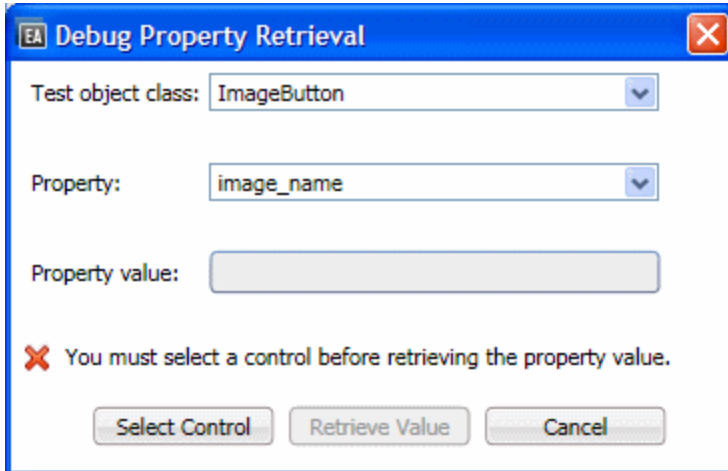 EA Debug Property Retrieval
Test object class: ImageButton
Property: image_name
Property value:
You must select a control before retrieving the property value.
Select Control Retrieve Value Cancel